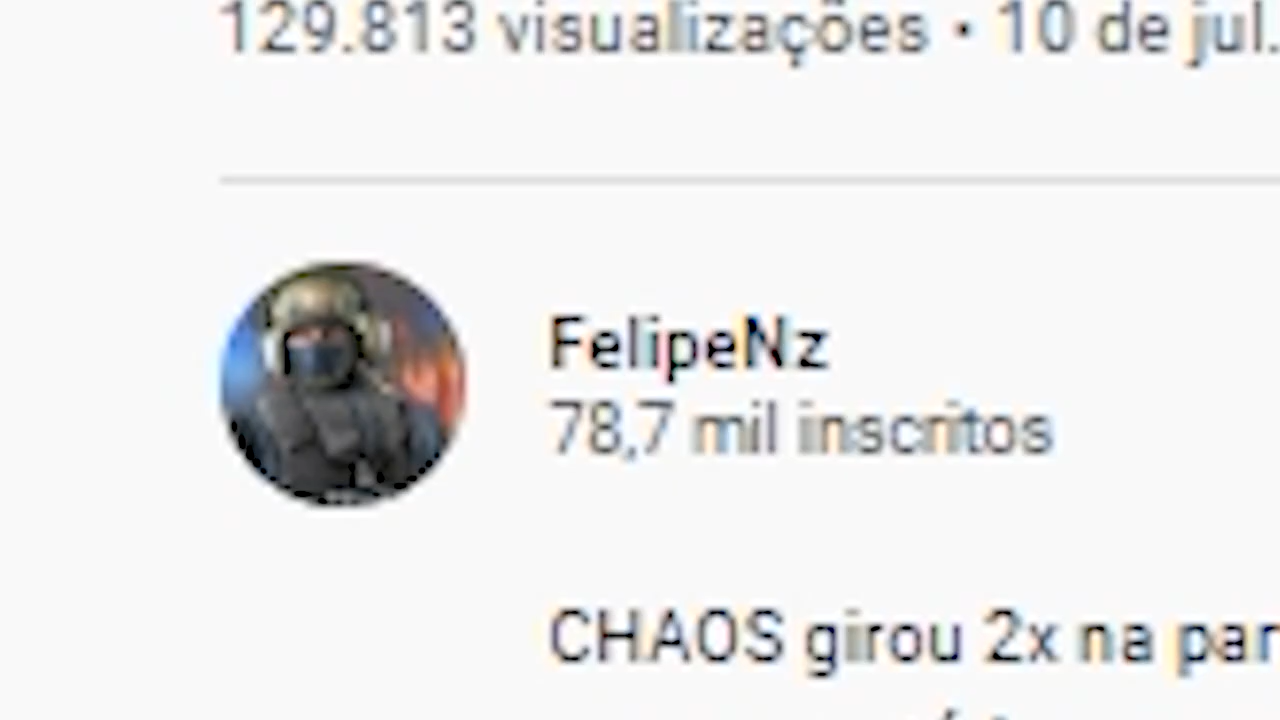 129.813 visualizações • 10 de jul.
FelipeNz
78,7 mil inscritos
CHAOS girou 2x na par